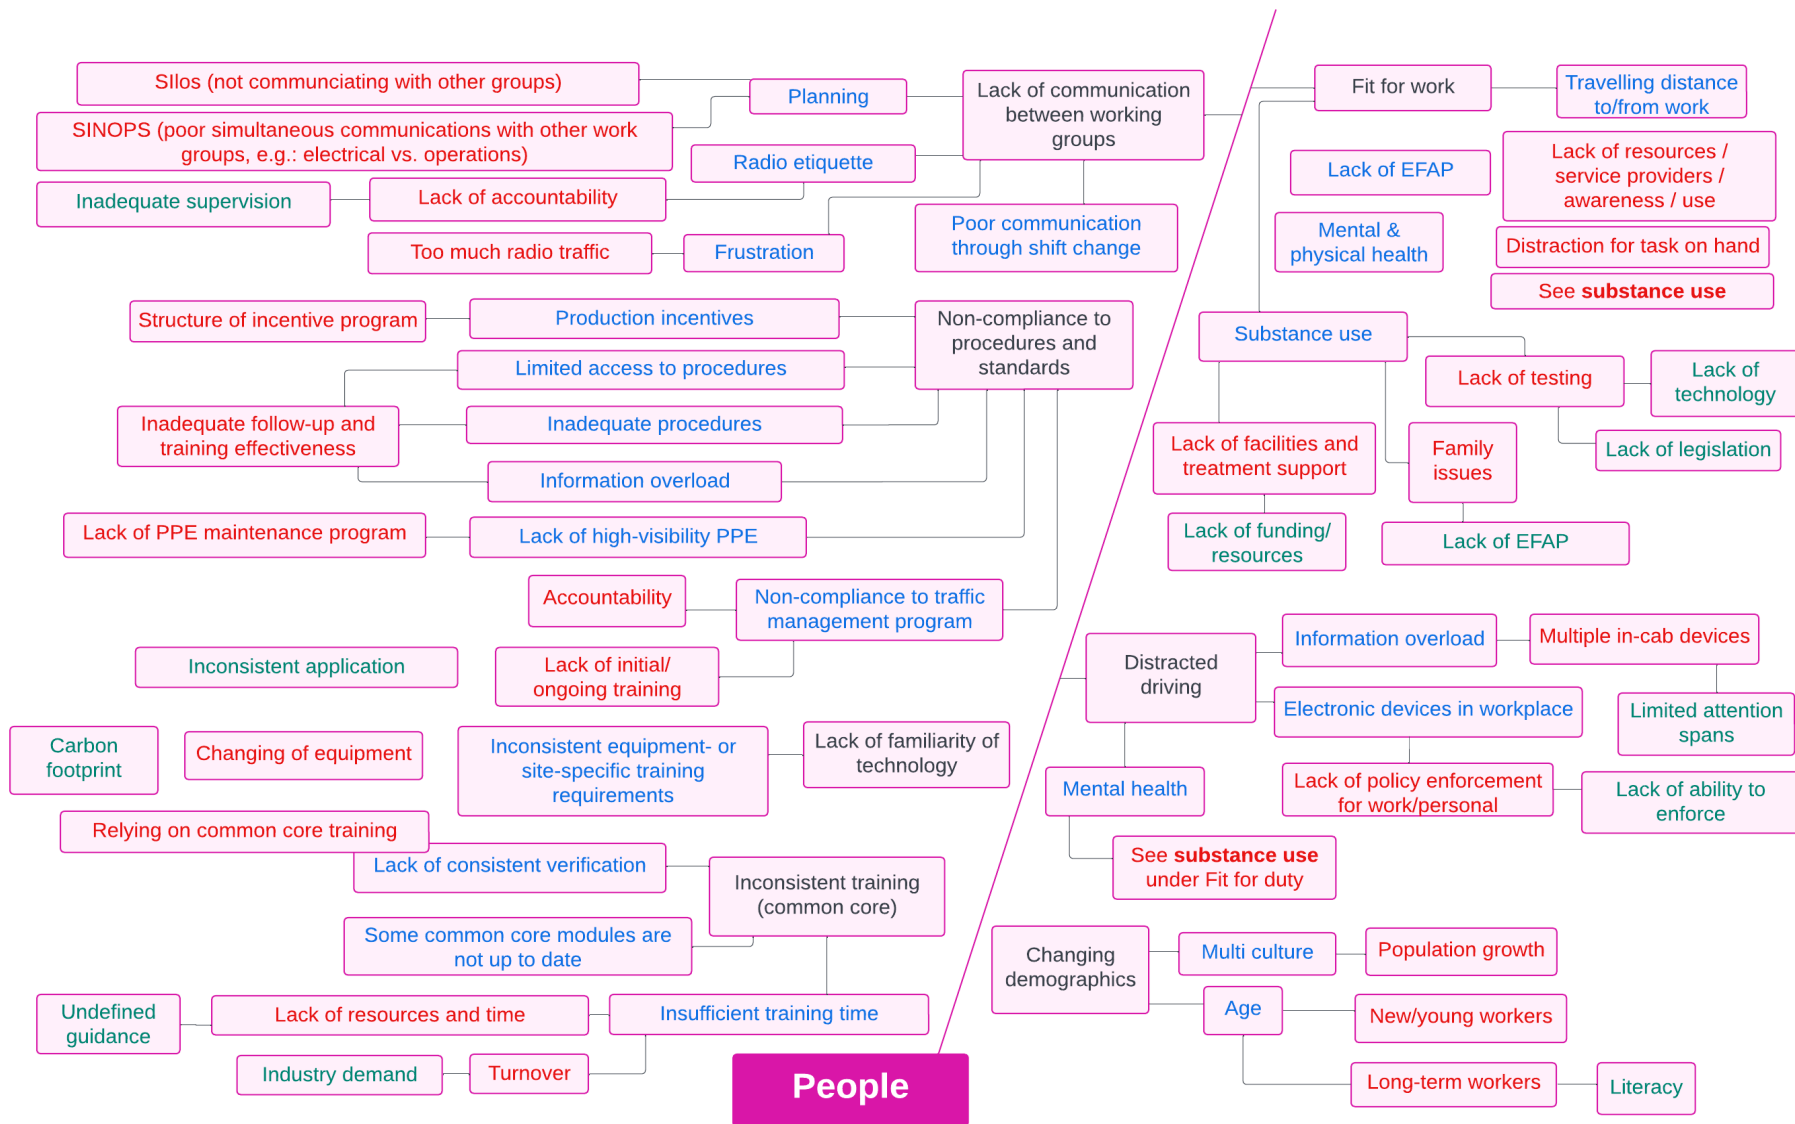 SIlos (not communciating with other groups)
SINOPS (poor simultaneous communications with other work
groups, e.g.: electrical vs. operations)
Planning
Lack of communication
between working
groups
Radio etiquette
Inadequate supervision
Lack of accountability
Too much radio traffic
Frustration
Poor communication
through shift change
Structure of incentive program
Production incentives
Non-compliance to
procedures and
standards
Limited access to procedures
Inadequate follow-up and
training effectiveness
Inadequate procedures
Information overload
Lack of PPE maintenance program
Lack of high-visibility PPE
Accountability
Non-compliance to traffic
management program
Inconsistent application
Lack of initial/
ongoing training
Carbon
footprint
Changing of equipment
Inconsistent equipment- or
site-specific training
requirements
Lack of familiarity of
technology
Relying on common core training
Lack of consistent verification
Inconsistent training
(common core)
Some common core modules are
not up to date
Undefined
guidance
Lack of resources and time
Insufficient training time
Industry demand
Turnover
People
Fit for work
Travelling distance
to/from work
Lack of EFAP
Lack of resources /
service providers /
awareness / use
Mental &
physical health
Distraction for task on hand
See substance use
Substance use
Lack of testing
Lack of
technology
Lack of facilities and
treatment support
Family
issues
Lack of legislation
Lack of funding/
resources
Lack of EFAP
Distracted
driving
Information overload
Multiple in-cab devices
Electronic devices in workplace
Limited attention
spans
Mental health
Lack of policy enforcement
for work/personal
Lack of ability to
enforce
See substance use
under Fit for duty
Changing
demographics
Multi culture
Population growth
Age
New/young workers
Long-term workers
Literacy